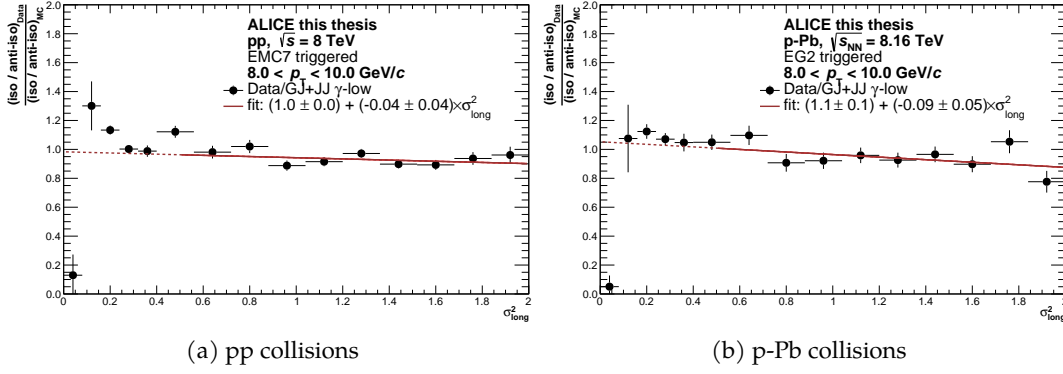 (iso / anti-iso)Data
(iso / anti-iso)MC
2.0
1.8
1.6
1.4
1.2
1.0
0.8
0.6
0.4
0.2
0.0
ALICE this thesis
pp, √s = 8 TeV
EMC7 triggered
8.0 < pT < 10.0 GeV/c
Data/GJ+JJ γ-low
fit: (1.0 ± 0.0) + (-0.04 ± 0.04)×σ²long
0 0.2 0.4 0.6 0.8 1 1.2 1.4 1.6 1.8 2
σ²long
(a) pp collisions
(iso / anti-iso)Data
(iso / anti-iso)MC
2.0
1.8
1.6
1.4
1.2
1.0
0.8
0.6
0.4
0.2
0.0
ALICE this thesis
p-Pb, √sNN = 8.16 TeV
EG2 triggered
8.0 < pT < 10.0 GeV/c
Data/GJ+JJ γ-low
fit: (1.1 ± 0.1) + (-0.09 ± 0.05)×σ²long
0 0.2 0.4 0.6 0.8 1 1.2 1.4 1.6 1.8 2
σ²long
(b) p-Pb collisions